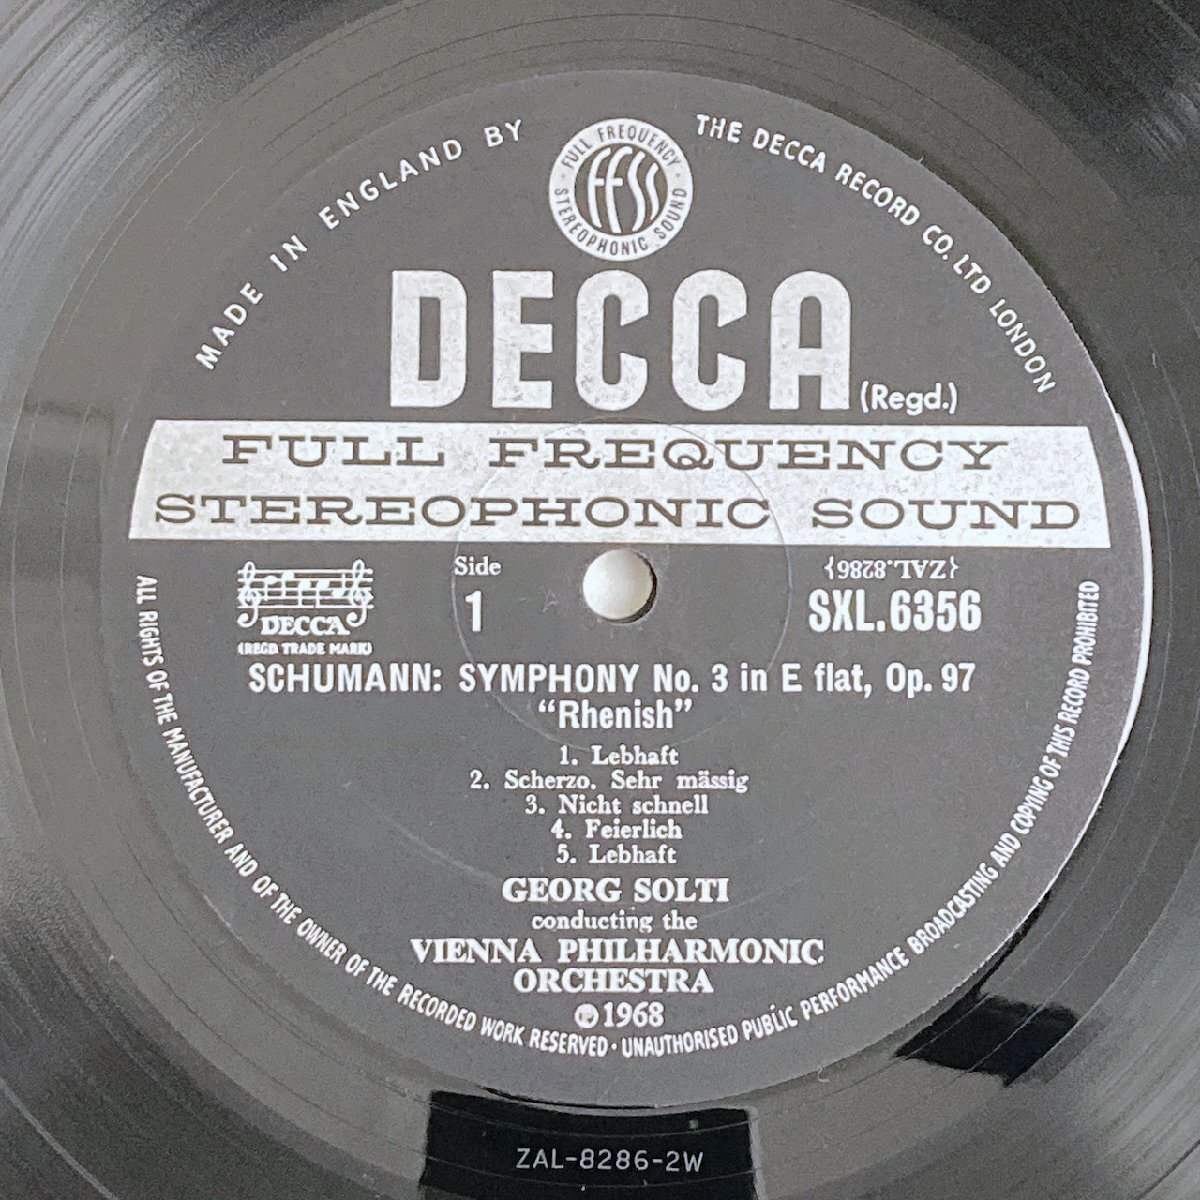 MADE IN ENGLAND BY
THE DECCA RECORD CO. LTD LONDON
FULL FREQUENCY
FFSS
STEREOPHONIC SOUND
DECCA
(Regd.)
FULL FREQUENCY
STEREOPHONIC SOUND
DECCA
(REGD TRADE MARK)
Side
1
{ZAL.8286}
SXL.6356
SCHUMANN: SYMPHONY No. 3 in E flat, Op. 97
"Rhenish"
1. Lebhaft
2. Scherzo. Sehr mässig
3. Nicht schnell
4. Feierlich
5. Lebhaft
GEORG SOLTI
conducting the
VIENNA PHILHARMONIC
ORCHESTRA
℗1968
ALL RIGHTS OF THE MANUFACTURER AND OF THE OWNER OF THE RECORDED WORK RESERVED · UNAUTHORISED PUBLIC PERFORMANCE BROADCASTING AND COPYING OF THIS RECORD PROHIBITED
ZAL-8286-2W